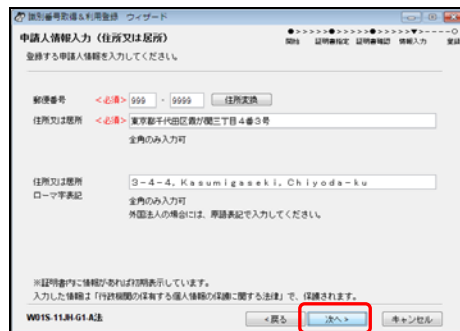 識別番号取得&利用登録 ウィザード
申請人情報入力（住所又は居所）
●>>>>>●>>>>>●>>>>>▼>----○
開始 証明書指定 証明書確認 情報入力 登録
登録する申請人情報を入力してください。
郵便番号 <必須> 999 - 9999 住所変換
住所又は居所 <必須> 東京都千代田区霞が関三丁目4番3号
全角のみ入力可
住所又は居所 3-4-4, Kasumigaseki, Chiyoda-ku
ローマ字表記 全角のみ入力可
外国法人の場合には、原語表記で入力してください。
※証明書内に情報があれば初期表示しています。
入力した情報は「行政機関の保有する個人情報の保護に関する法律」で、保護されます。
W01S-11JH-G1-A法 <戻る 次へ> キャンセル